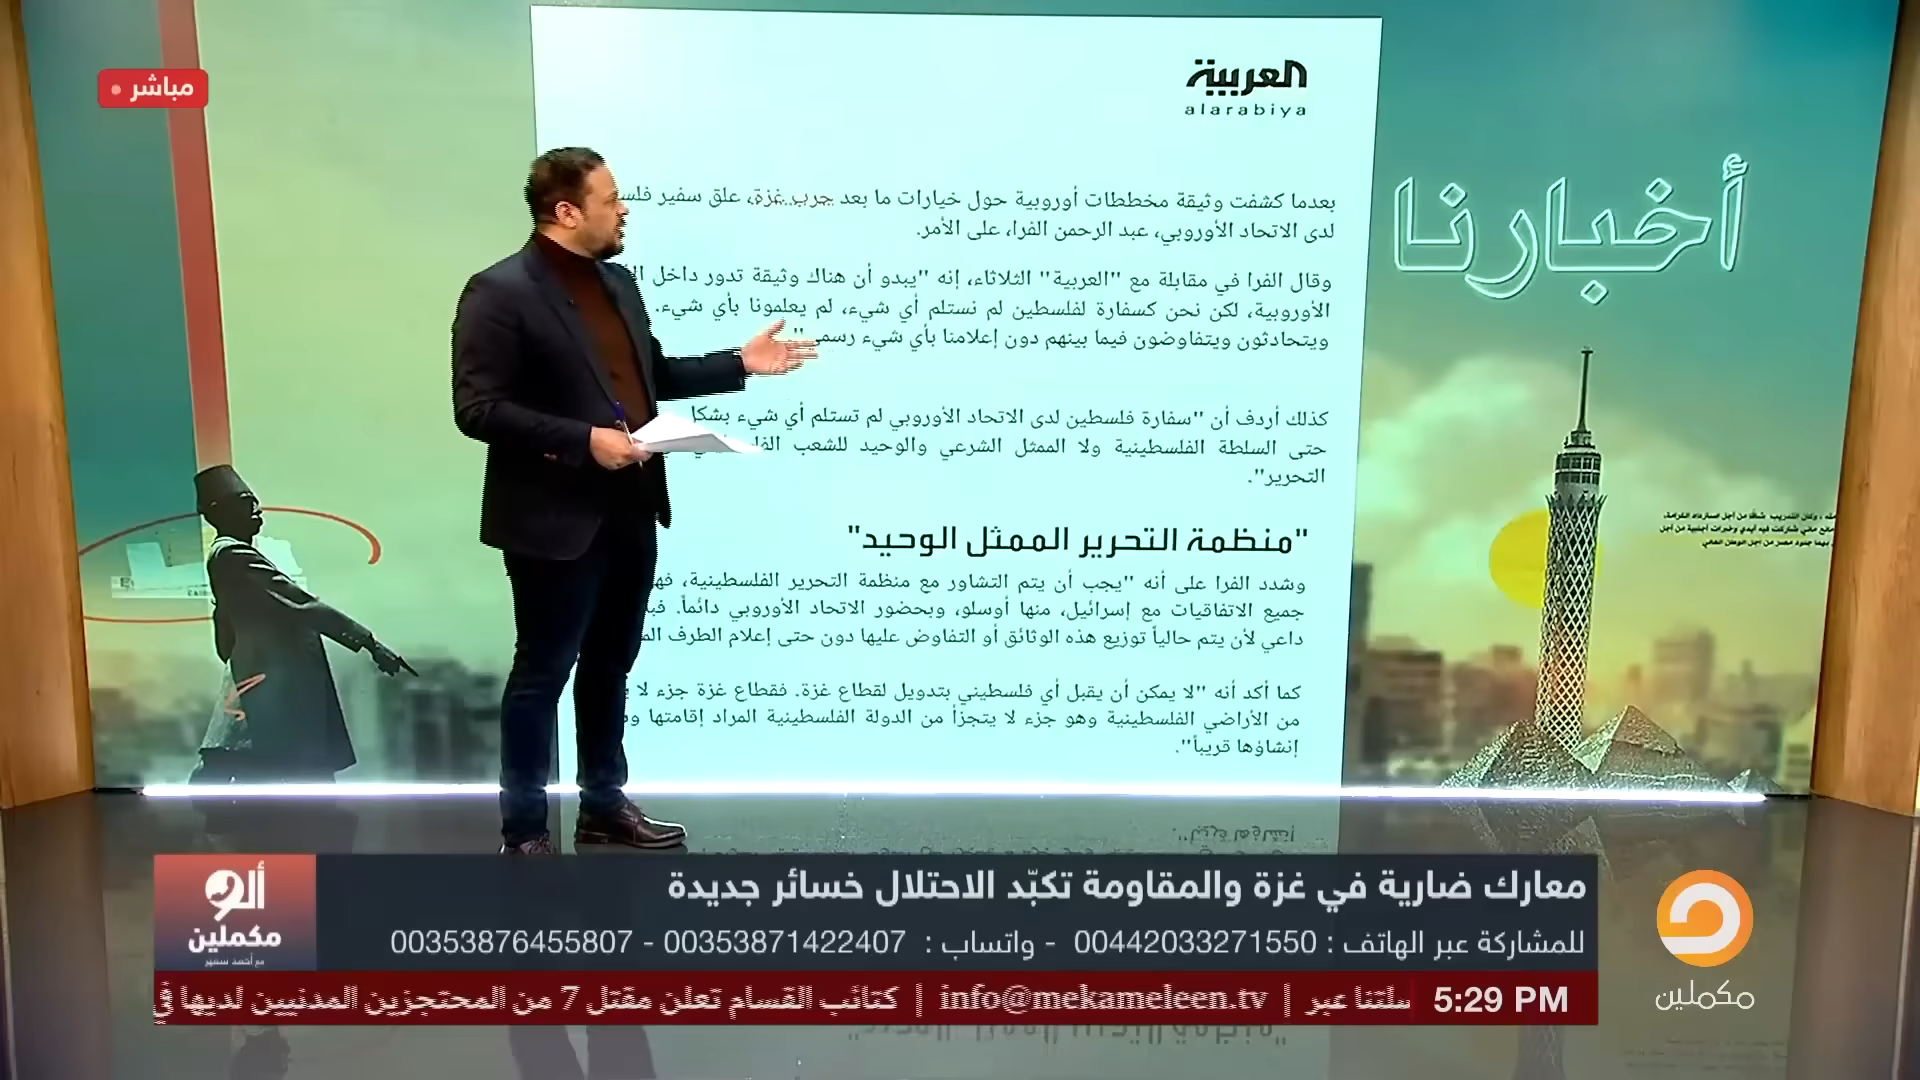 مباشر
العربية
alarabiya
أخبارنا
بعدما كشفت وثيقة مخططات أوروبية حول خيارات ما بعد حرب غزة، علق سفير
لدى الاتحاد الأوروبي، عبد الرحمن الفرا، على الأمر.
وقال الفرا في مقابلة مع "العربية" الثلاثاء، إنه "يبدو أن هناك وثيقة تدور داخل
الأوروبية، لكن نحن كسفارة لفلسطين لم نستلم أي شيء، لم يعلمونا بأي شيء.
ويتحادثون ويتفاوضون فيما بينهم دون إعلامنا بأي شيء رسمي".
كذلك أردف أن "سفارة فلسطين لدى الاتحاد الأوروبي لم تستلم أي شيء
حتى السلطة الفلسطينية ولا الممثل الشرعي والوحيد للشعب
التحرير".
"منظمة التحرير الممثل الوحيد"
وشدد الفرا على أنه "يجب أن يتم التشاور مع منظمة التحرير الفلسطينية،
جميع الاتفاقيات مع إسرائيل، منها أوسلو، وبحضور الاتحاد الأوروبي دائماً.
داعي لأن يتم حالياً توزيع هذه الوثائق أو التفاوض عليها دون حتى إعلام الطرف
كما أكد أنه "لا يمكن أن يقبل أي فلسطيني بتدويل لقطاع غزة. فقطاع غزة جزء لا
من الأراضي الفلسطينية وهو جزء لا يتجزأ من الدولة الفلسطينية المراد إقامتها
إنشاؤها قريباً".
معارك ضارية في غزة والمقاومة تكبّد الاحتلال خسائر جديدة
للمشاركة عبر الهاتف : 00442033271550 - واتساب : 00353871422407 - 00353876455807
ألو
مكملين
مع أحمد سمير
5:29 PM
سلتنا عبر | info@mekameleen.tv | كتائب القسام تعلن مقتل 7 من المحتجزين المدنيين لديها في
مكملين